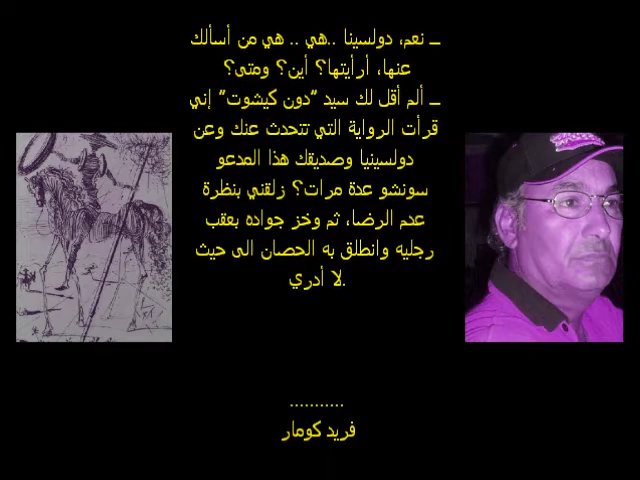 ــ نعم، دولسينا ..هي .. هي من أسألك
عنها، أرأيتها؟ أين؟ ومتى؟
ــ ألم أقل لك سيد "دون كيشوت" إني
قرأت الرواية التي تتحدث عنك وعن
دولسينيا وصديقك هذا المدعو
سونشو عدة مرات؟ زلقني بنظرة
عدم الرضا، ثم وخز جواده بعقب
رجليه وانطلق به الحصان الى حيث
لا أدري.
...........
فريد كومار